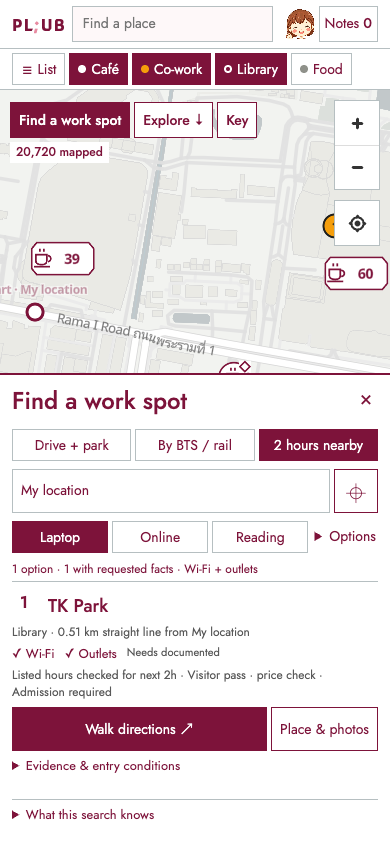 PL;UB
Find a place
Notes 0
≡ List
Café
Co-work
Library
Food
Find a work spot
Explore ↓
Key
20,720 mapped
+
−
39
60
rt · My location
Rama I Road ถนนพระรามที่ 1
Find a work spot
×
Drive + park
By BTS / rail
2 hours nearby
My location
Laptop
Online
Reading
▶ Options
1 option · 1 with requested facts · Wi-Fi + outlets
1 TK Park
Library · 0.51 km straight line from My location
✓ Wi-Fi ✓ Outlets Needs documented
Listed hours checked for next 2h · Visitor pass · price check ·
Admission required
Walk directions ↗
Place & photos
▶ Evidence & entry conditions
▶ What this search knows